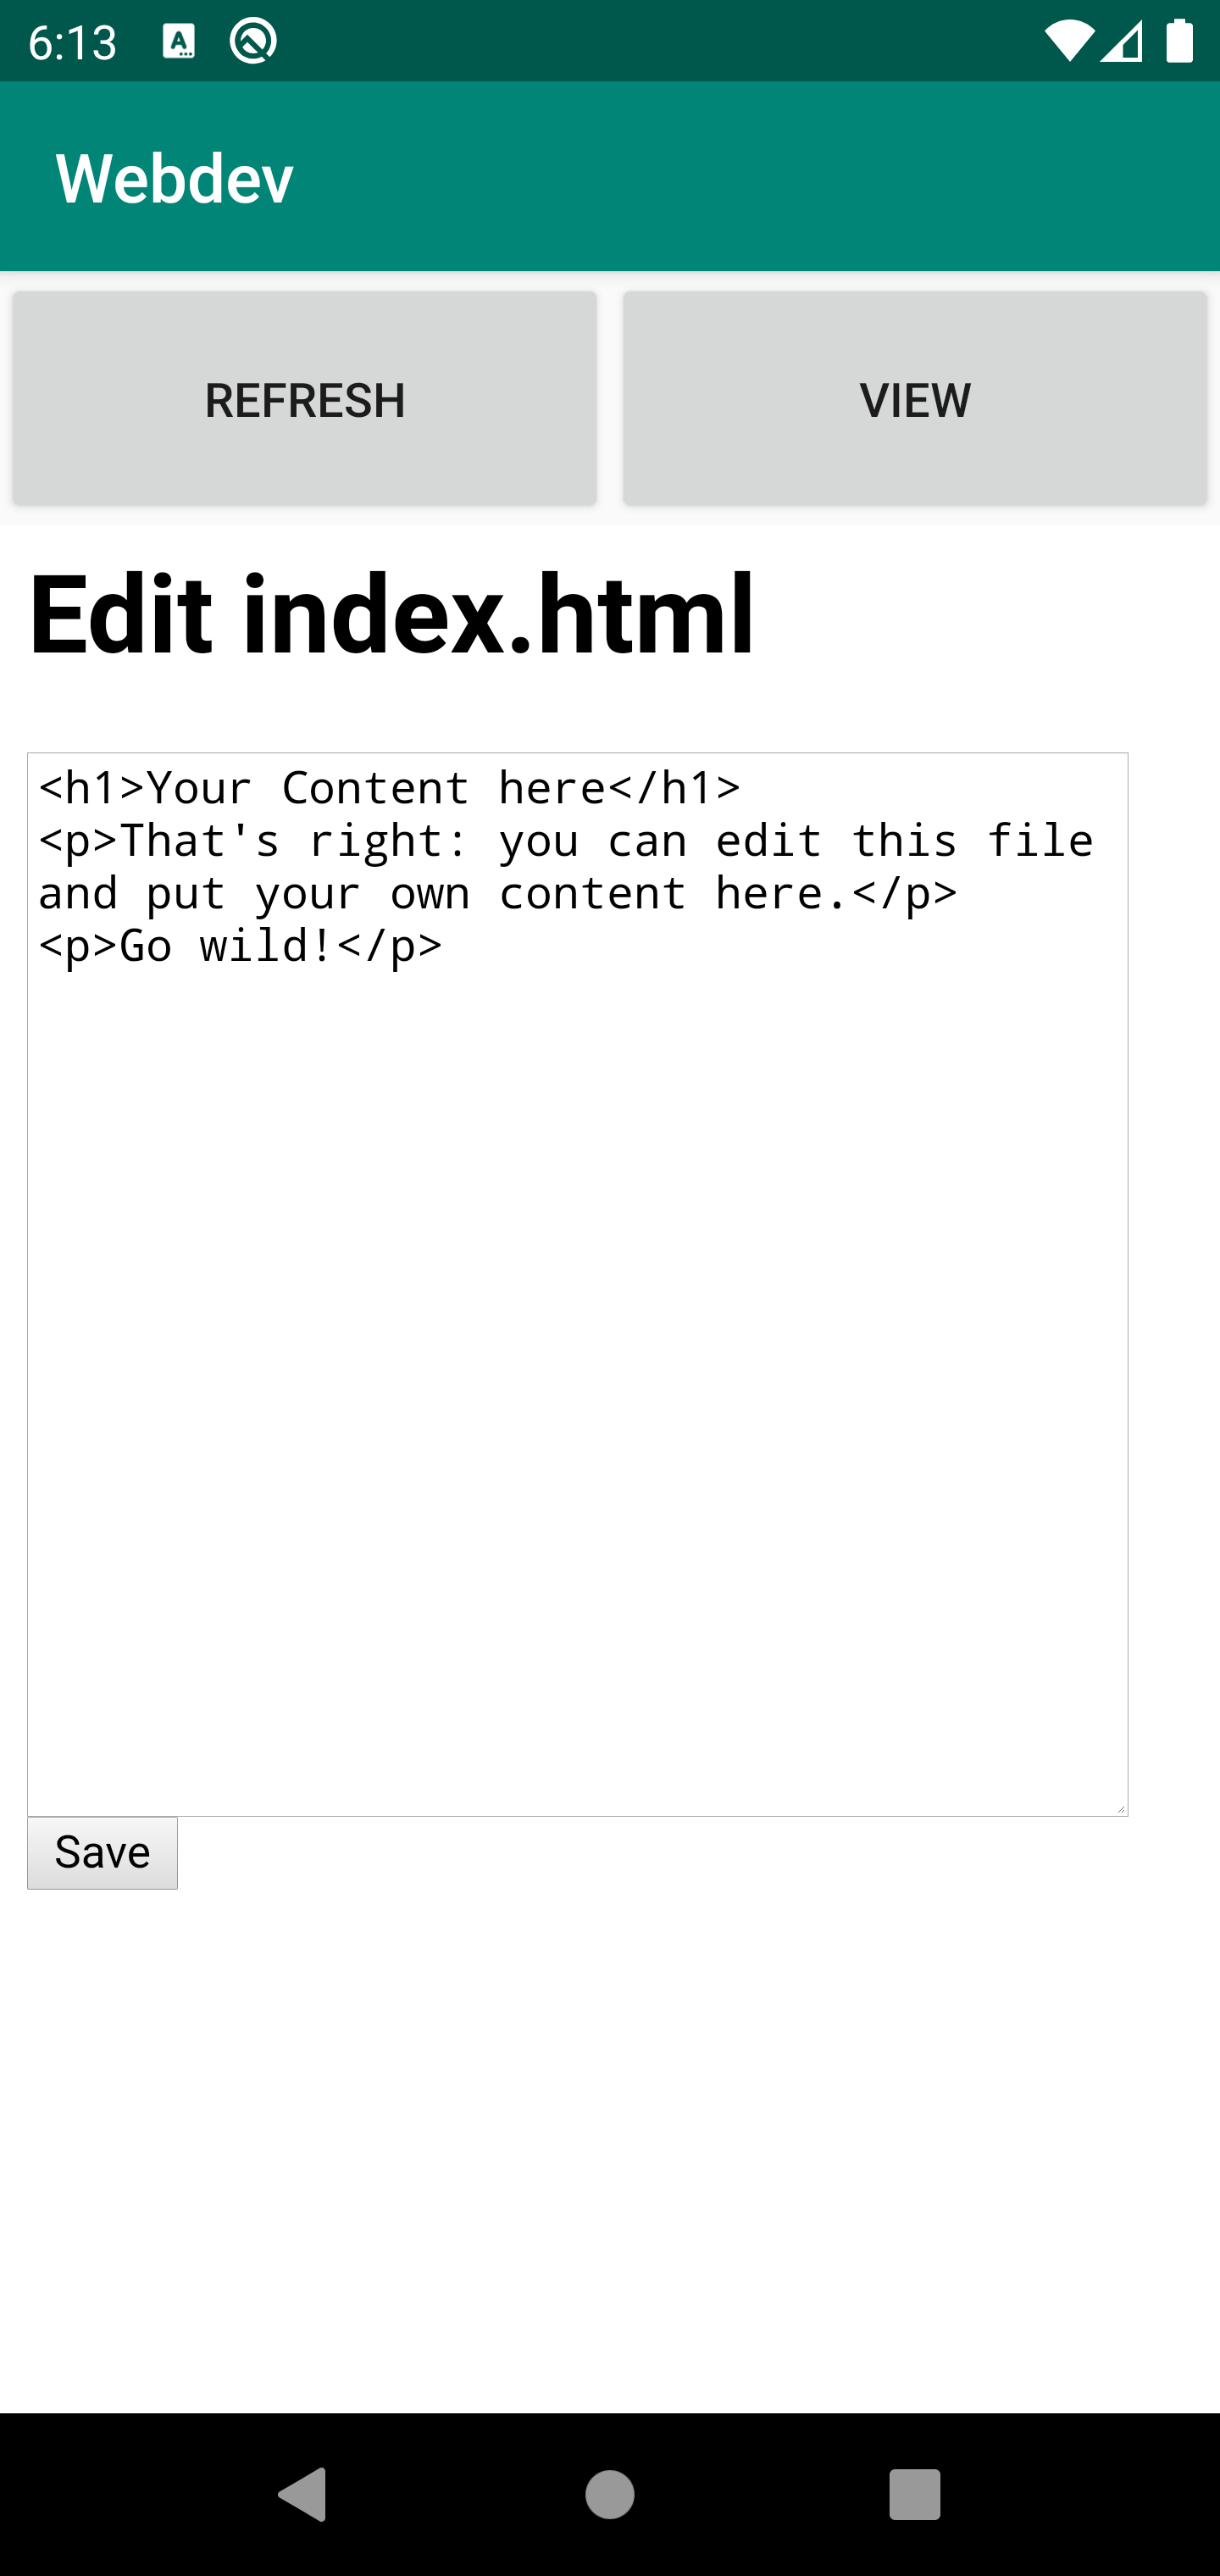 6:13
Webdev
REFRESH
VIEW
Edit index.html
<h1>Your Content here</h1>
<p>That's right: you can edit this file
and put your own content here.</p>
<p>Go wild!</p>
Save